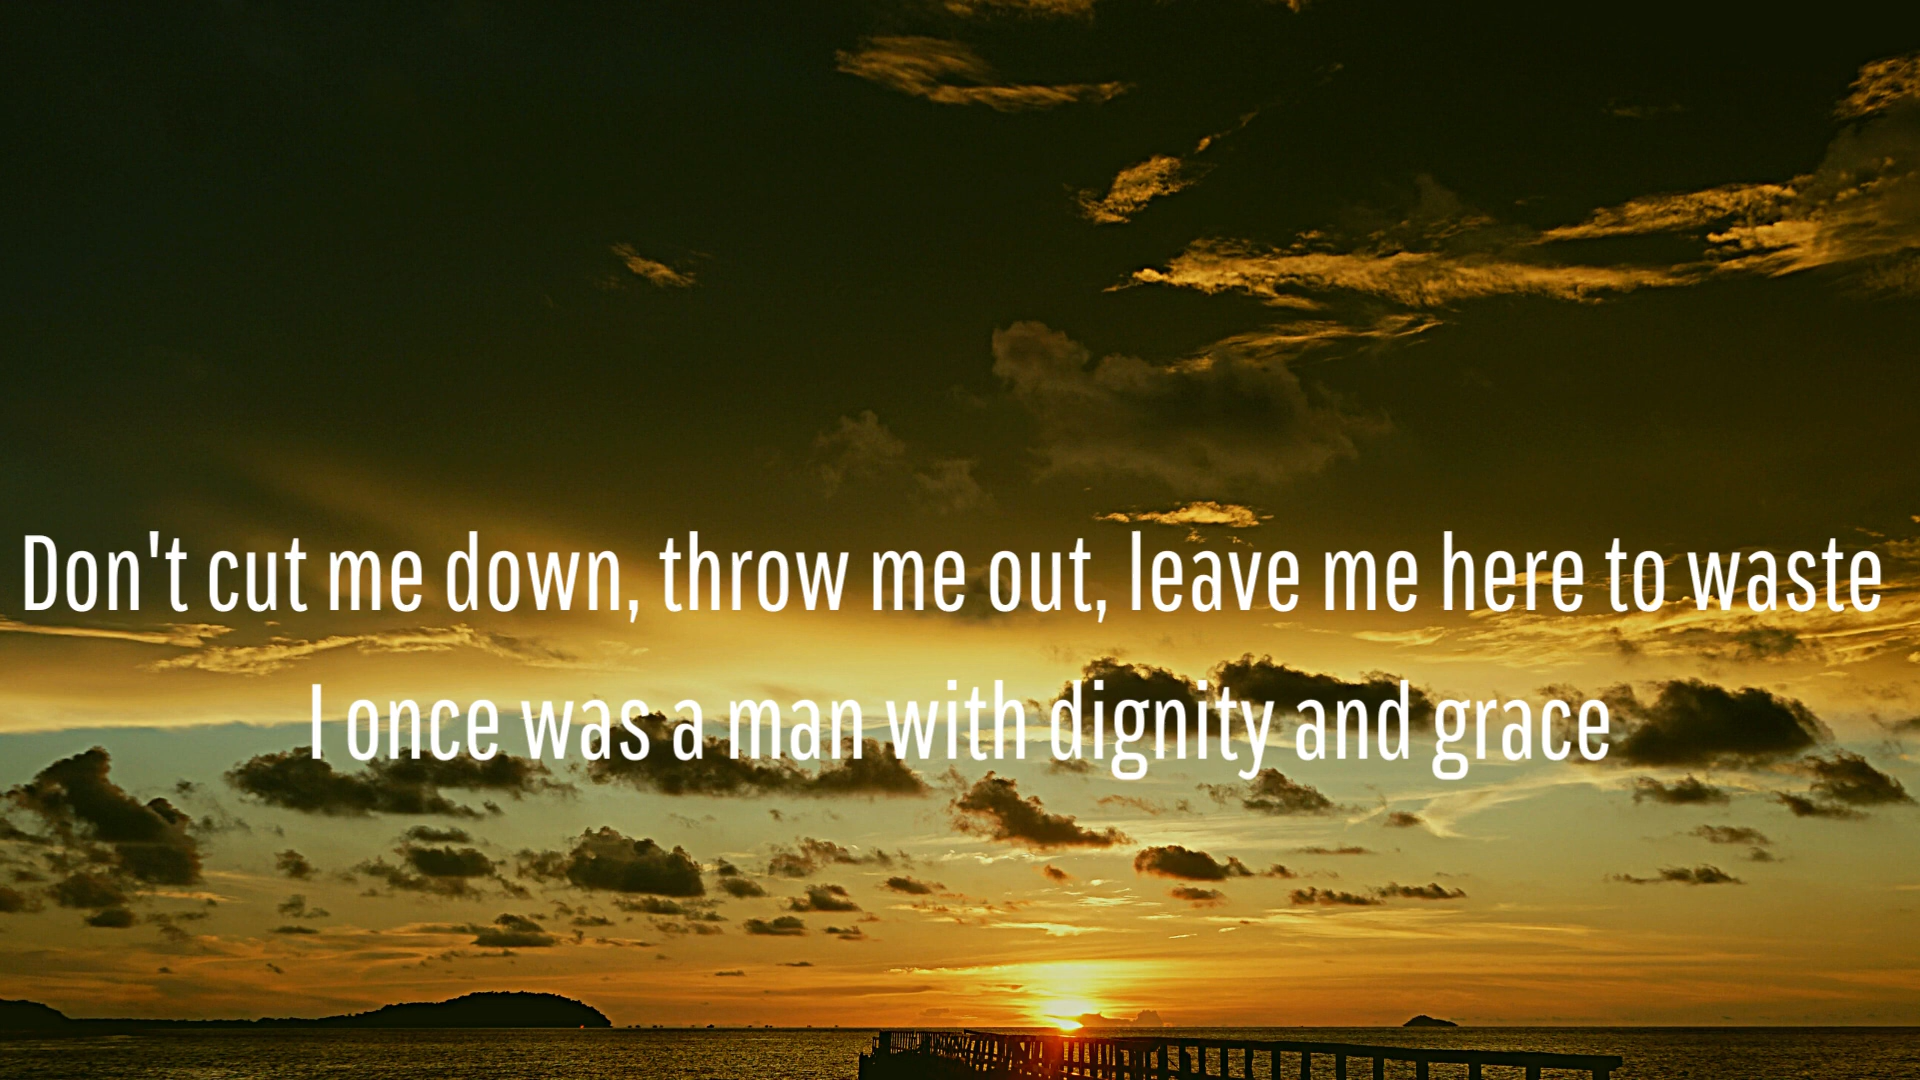 Don't cut me down, throw me out, leave me here to waste
I once was a man with dignity and grace